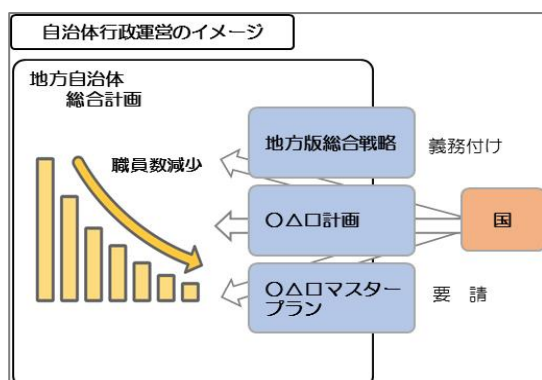 自治体行政運営のイメージ
地方自治体
総合計画
職員数減少
地方版総合戦略
義務付け
〇△口計画
国
〇△口マスター
プラン
要 請